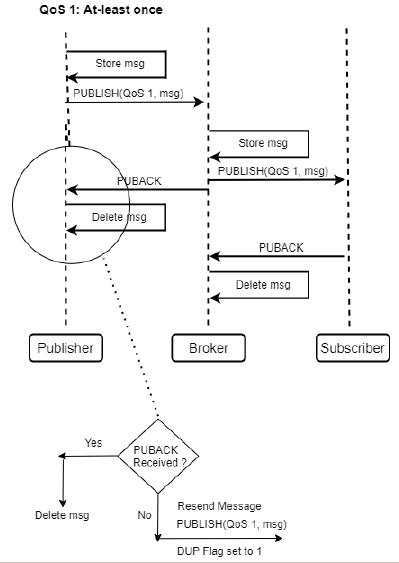 QoS 1: At-least once
Store msg
PUBLISH(QoS 1, msg)
Store msg
PUBLISH(QoS 1, msg)
PUBACK
Delete msg
PUBACK
Delete msg
Publisher
Broker
Subscriber
Yes
PUBACK
Received ?
Delete msg
No
Resend Message
PUBLISH(QoS 1, msg)
DUP Flag set to 1